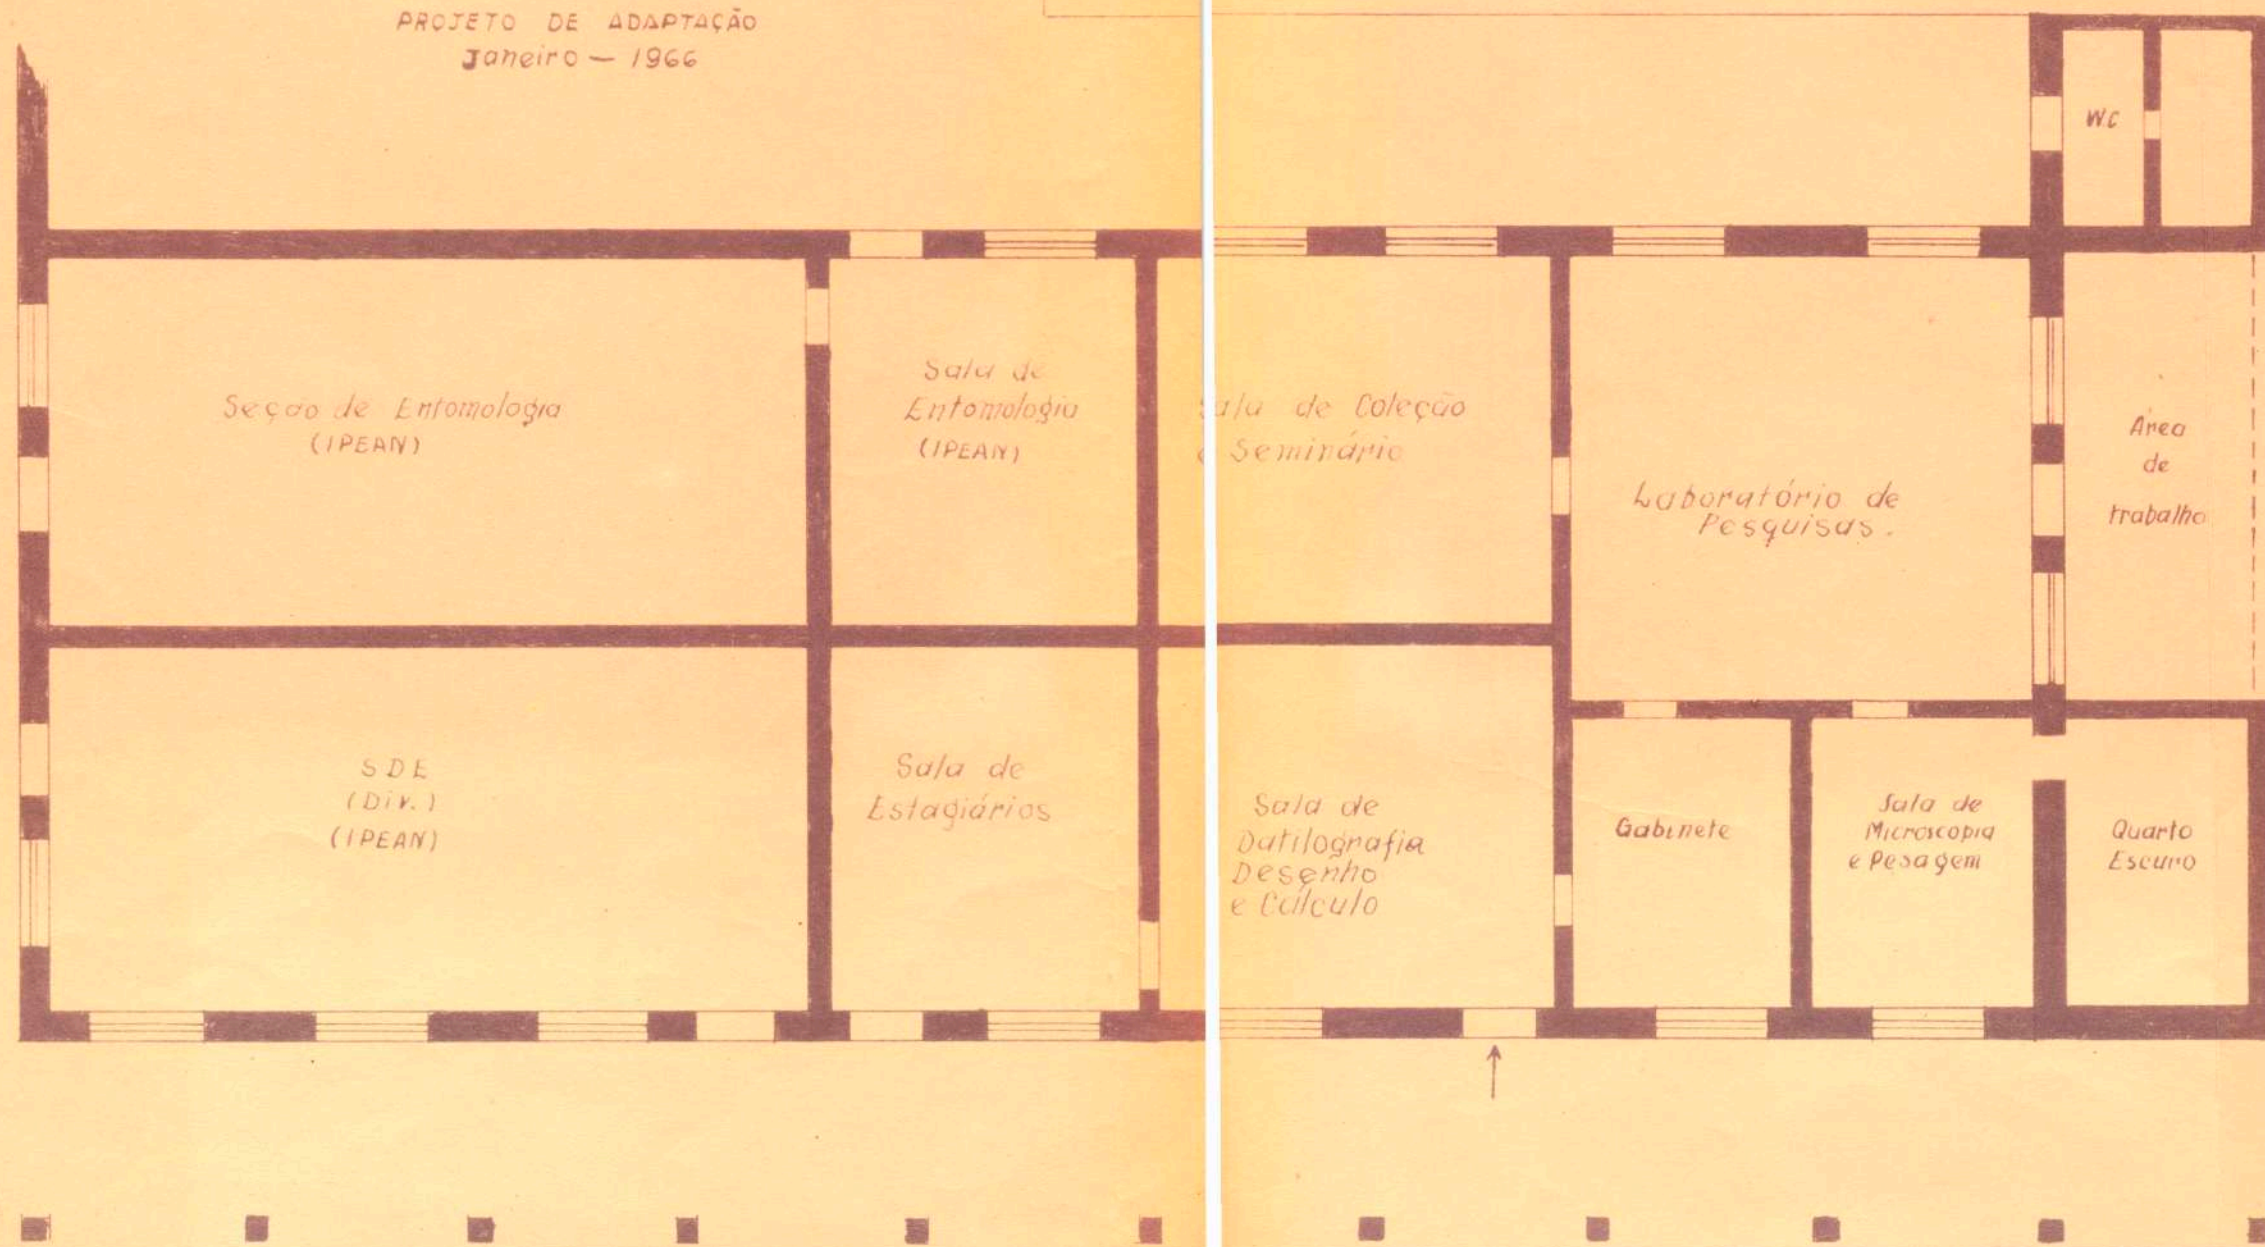 PROJETO DE ADAPTAÇÃO
Janeiro — 1966
W.C
Seção de Entomologia
(IPEAN)
Sala de
Entomologia
(IPEAN)
ala de Coleção
e Seminário
Laboratório de
Pesquisas.
Área
de
trabalho
SDE
(Div.)
(IPEAN)
Sala de
Estagiários
Sala de
Datilografia
Desenho
e Cálculo
Gabinete
Sala de
Microscopia
e Pesagem
Quarto
Escuro